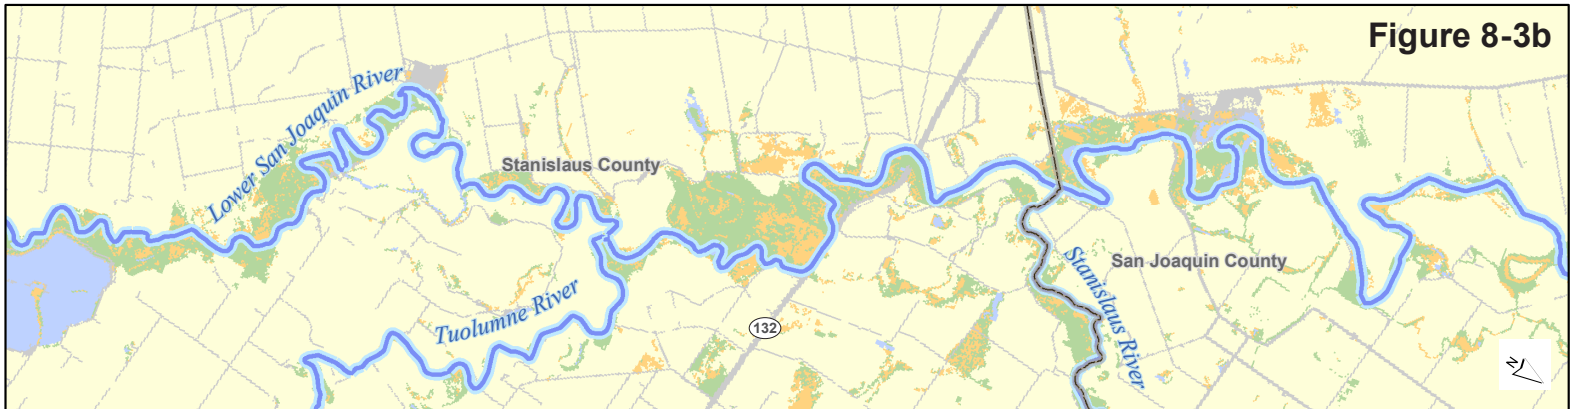 Figure 8-3b
Lower San Joaquin River
Stanislaus County
Tuolumne River
132
Stanislaus River
San Joaquin County
N